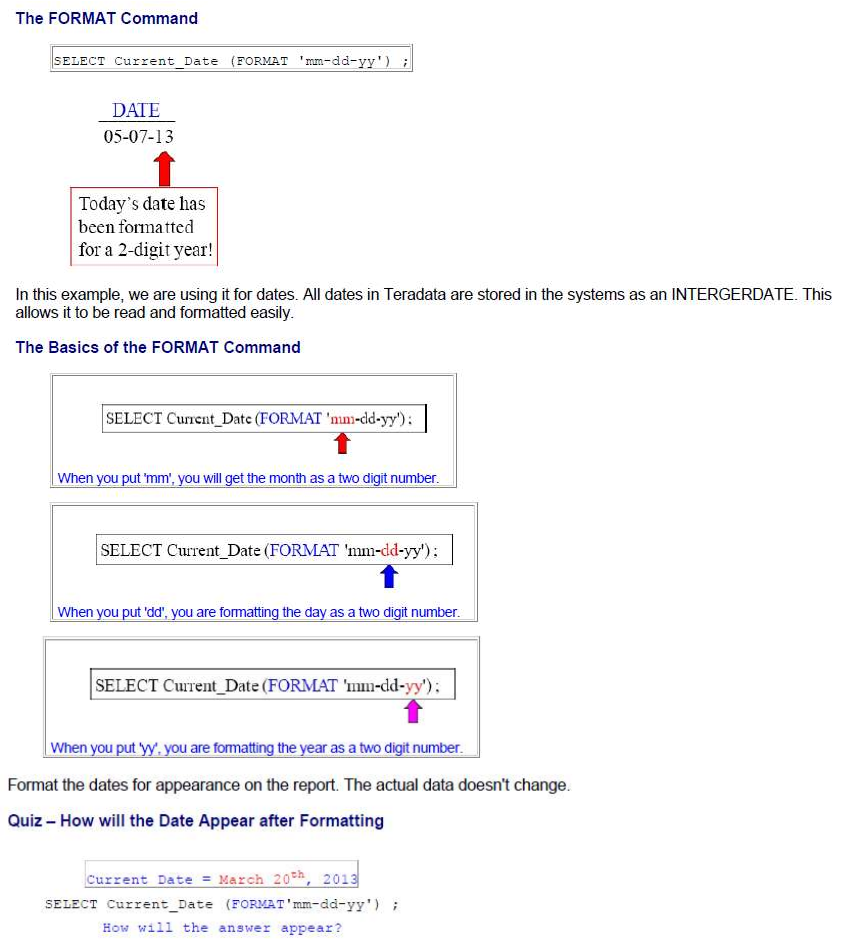 The FORMAT Command
SELECT Current_Date (FORMAT 'mm-dd-yy') ;
DATE
05-07-13
Today's date has
been formatted
for a 2-digit year!
In this example, we are using it for dates. All dates in Teradata are stored in the systems as an INTERGERDATE. This
allows it to be read and formatted easily.
The Basics of the FORMAT Command
SELECT Current_Date (FORMAT 'mm-dd-yy');
When you put 'mm', you will get the month as a two digit number.
SELECT Current_Date (FORMAT 'mm-dd-yy');
When you put 'dd', you are formatting the day as a two digit number.
SELECT Current_Date (FORMAT 'mm-dd-yy');
When you put 'yy', you are formatting the year as a two digit number.
Format the dates for appearance on the report. The actual data doesn't change.
Quiz – How will the Date Appear after Formatting
Current Date = March 20th, 2013
SELECT Current_Date (FORMAT'mm-dd-yy') ;
How will the answer appear?